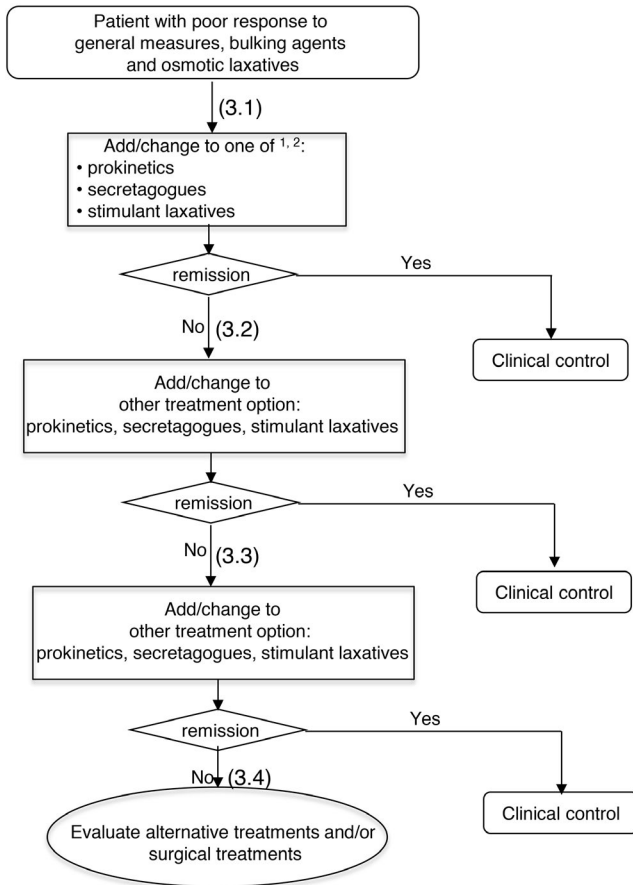 Patient with poor response to
general measures, bulking agents
and osmotic laxatives
(3.1)
Add/change to one of 1, 2:
• prokinetics
• secretagogues
• stimulant laxatives
remission
Yes
No (3.2)
Clinical control
Add/change to
other treatment option:
prokinetics, secretagogues, stimulant laxatives
remission
Yes
No (3.3)
Clinical control
Add/change to
other treatment option:
prokinetics, secretagogues, stimulant laxatives
remission
Yes
No (3.4)
Clinical control
Evaluate alternative treatments and/or
surgical treatments